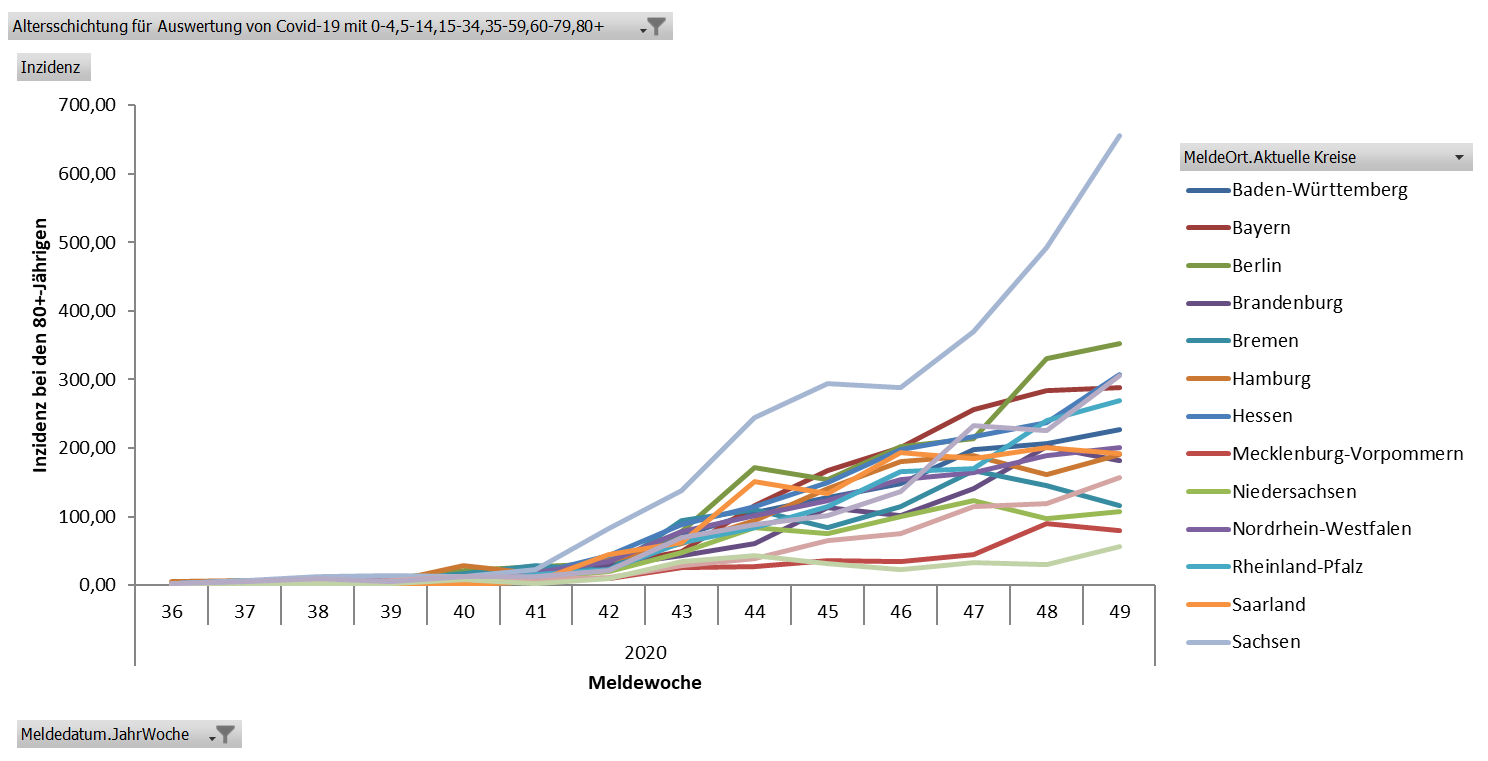 Altersschichtung für Auswertung von Covid-19 mit 0-4,5-14,15-34,35-59,60-79,80+
Inzidenz
700,00
600,00
500,00
400,00
300,00
200,00
100,00
0,00
Inzidenz bei den 80+-Jährigen
36 37 38 39 40 41 42 43 44 45 46 47 48 49
2020
Meldewoche
MeldeOrt.Aktuelle Kreise
Baden-Württemberg
Bayern
Berlin
Brandenburg
Bremen
Hamburg
Hessen
Mecklenburg-Vorpommern
Niedersachsen
Nordrhein-Westfalen
Rheinland-Pfalz
Saarland
Sachsen
Meldedatum.JahrWoche